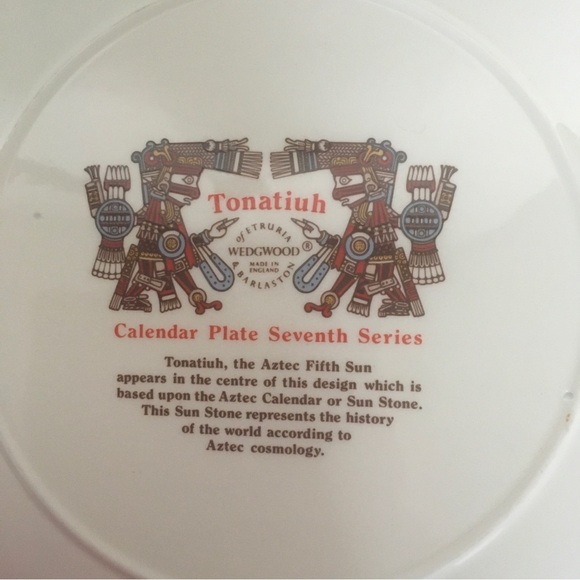 Tonatiuh
of ETRURIA
WEDGWOOD ®
MADE IN
ENGLAND
& BARLASTON
Calendar Plate Seventh Series
Tonatiuh, the Aztec Fifth Sun
appears in the centre of this design which is
based upon the Aztec Calendar or Sun Stone.
This Sun Stone represents the history
of the world according to
Aztec cosmology.